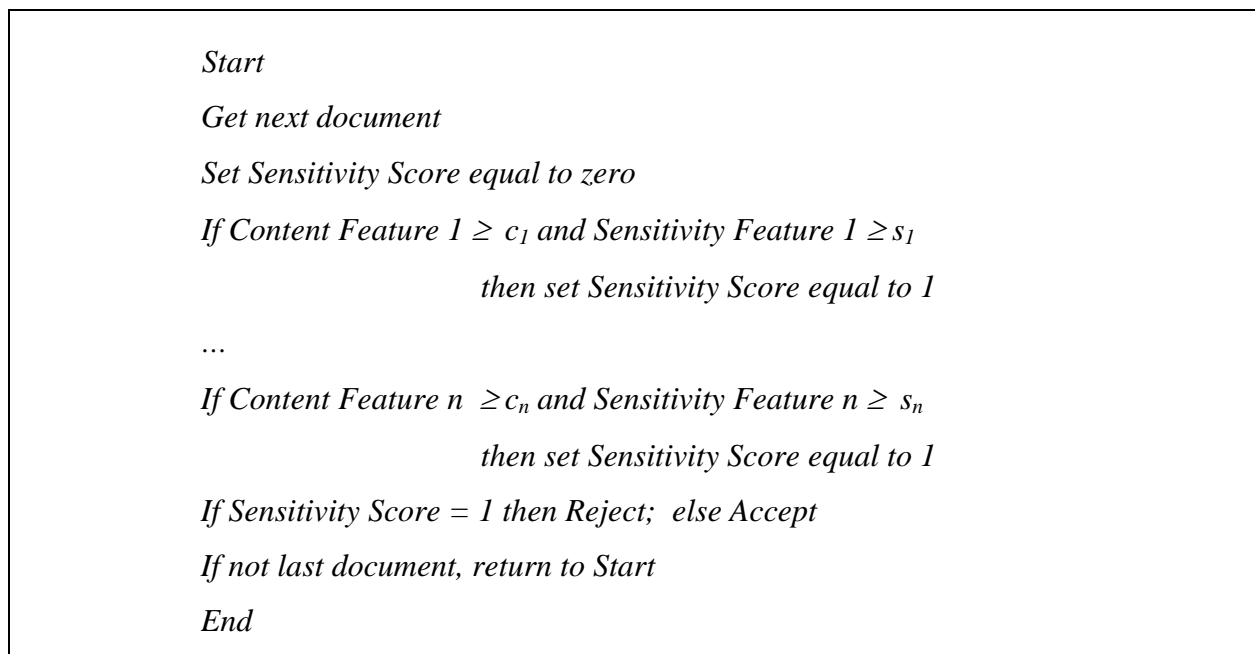 Start
Get next document
Set Sensitivity Score equal to zero
If Content Feature 1 ≥ c₁ and Sensitivity Feature 1 ≥ s₁
then set Sensitivity Score equal to 1
...
If Content Feature n ≥ cₙ and Sensitivity Feature n ≥ sₙ
then set Sensitivity Score equal to 1
If Sensitivity Score = 1 then Reject; else Accept
If not last document, return to Start
End